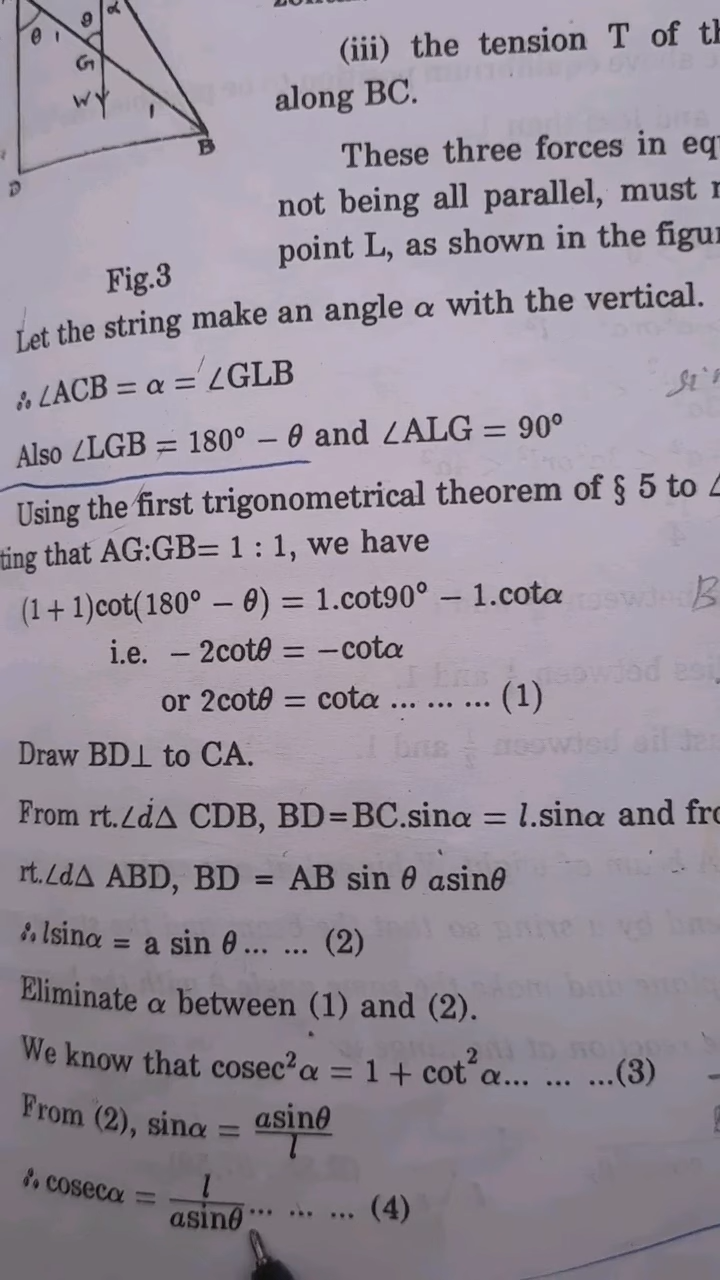 θ
θ
α
G
W
B
D
(iii) the tension T of
along BC.
These three forces in
not being all parallel, must
point L, as shown in the
Fig.3
Let the string make an angle α with the vertical.
∴ ∠ACB = α = ∠GLB
Also ∠LGB = 180° − θ and ∠ALG = 90°
Using the first trigonometrical theorem of § 5 to
ting that AG:GB= 1 : 1, we have
(1 + 1)cot(180° − θ) = 1.cot90° − 1.cotα
i.e. − 2cotθ = −cotα
or 2cotθ = cotα ... ... ... (1)
Draw BD⊥ to CA.
From rt.∠dΔ CDB, BD=BC.sinα = l.sinα and
rt.∠dΔ ABD, BD = AB sin θ asinθ
∴ lsinα = a sin θ... ... (2)
Eliminate α between (1) and (2).
We know that cosec²α = 1 + cot²α... ... ...(3)
From (2), sinα = asinθ/l
∴ cosecα = l/asinθ ... ... ... (4)